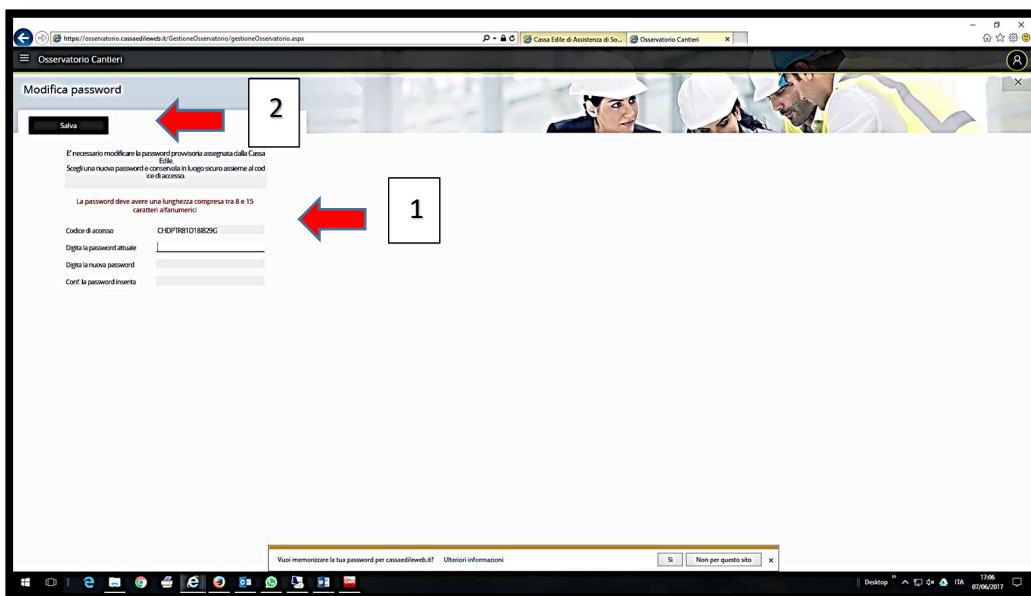 https://osservatorio.cassaedileweb.it/GestioneOsservatorio/gestioneOsservatorio.aspx
Cassa Edile di Assistenza di So...
Osservatorio Cantieri
Osservatorio Cantieri
Modifica password
2
Salva
E' necessario modificare la password provvisoria assegnata dalla Cassa
Edile.
Scegli una nuova password e conservala in luogo sicuro assieme al cod
ice di accesso.
La password deve avere una lunghezza compresa tra 8 e 15
caratteri alfanumerici
1
Codice di accesso CHDPTR81D18I829G
Digita la password attuale
Digita la nuova password
Conf. la password inserita
Vuoi memorizzare la tua password per cassaedileweb.it? Ulteriori informazioni Sì Non per questo sito
Desktop ITA 17:06
07/06/2017